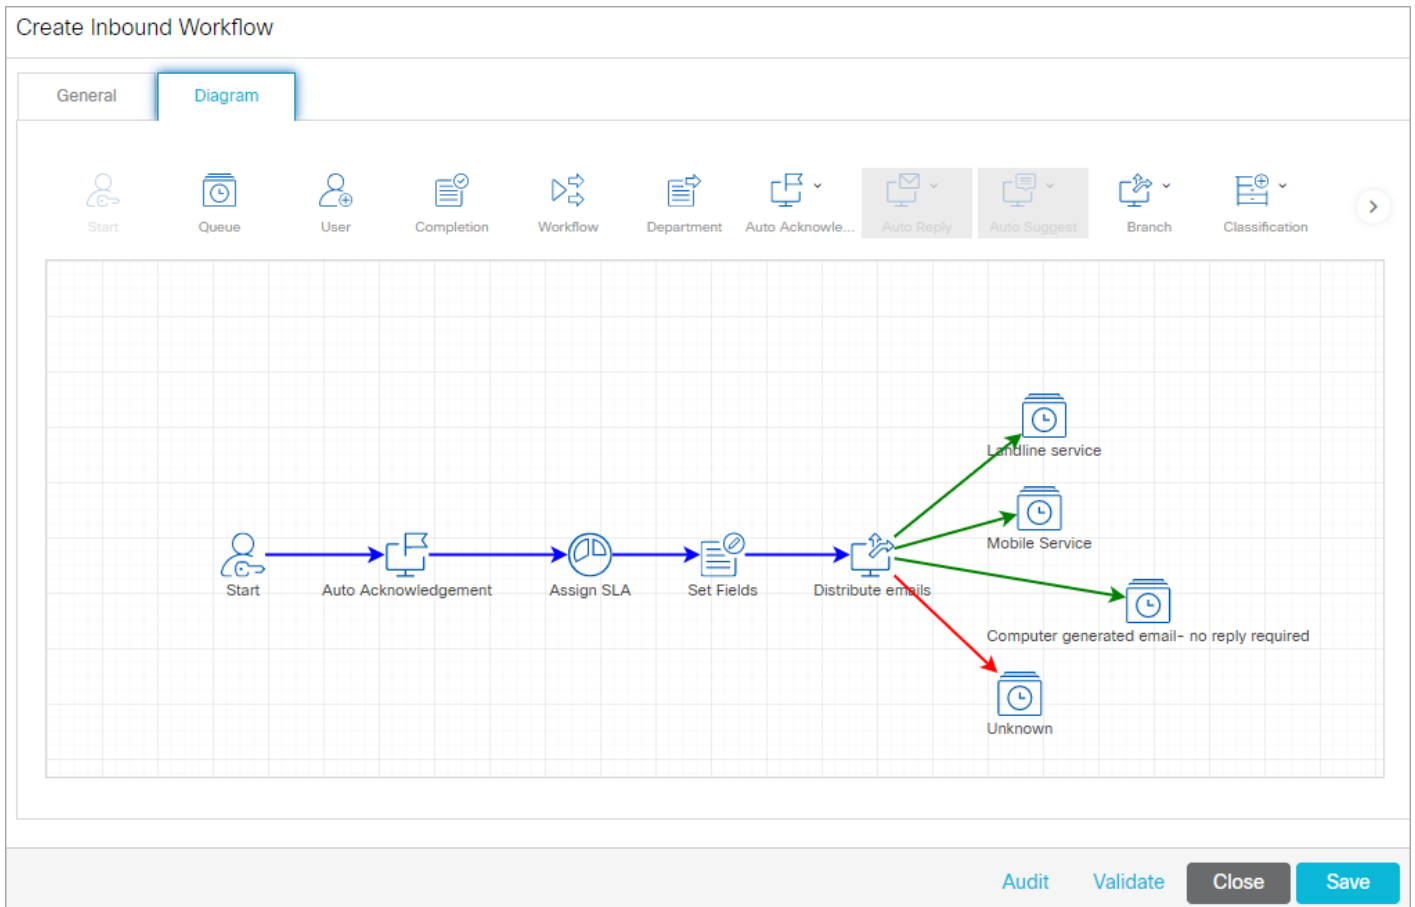 Create Inbound Workflow
General
Diagram
Start
Queue
User
Completion
Workflow
Department
Auto Acknowle...
Auto Reply
Auto Suggest
Branch
Classification
Landline service
Mobile Service
Start
Auto Acknowledgement
Assign SLA
Set Fields
Distribute emails
Computer generated email- no reply required
Unknown
Audit
Validate
Close
Save